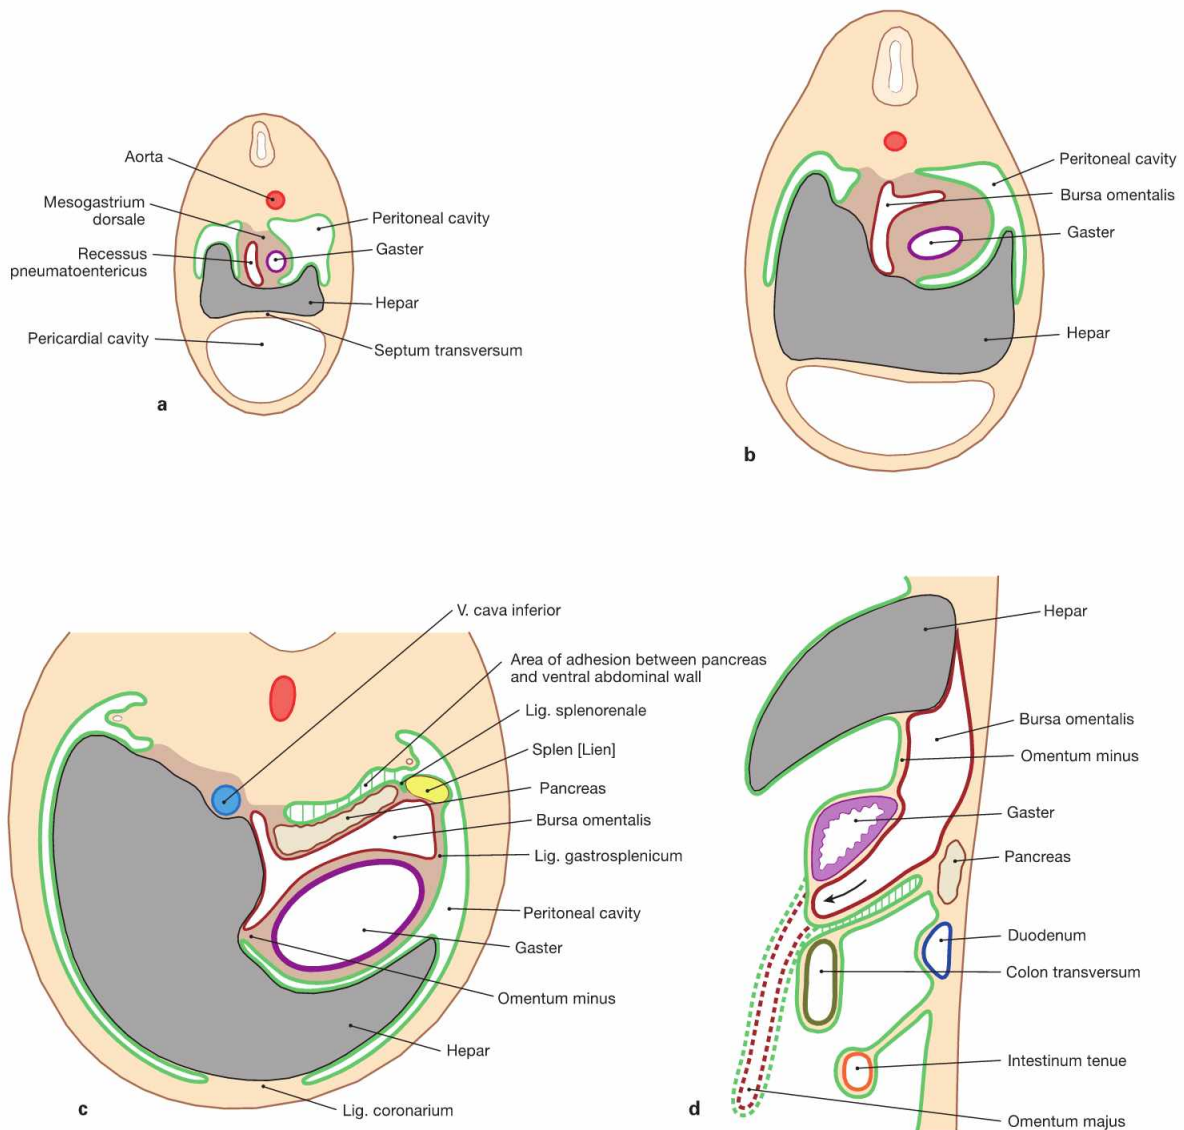 Aorta
Mesogastrium
dorsale
Recessus
pneumatoentericus
Pericardial cavity
Peritoneal cavity
Gaster
Hepar
Septum transversum
a
Peritoneal cavity
Bursa omentalis
Gaster
Hepar
b
V. cava inferior
Area of adhesion between pancreas
and ventral abdominal wall
Lig. splenorenale
Splen [Lien]
Pancreas
Bursa omentalis
Lig. gastrosplenicum
Peritoneal cavity
Gaster
Omentum minus
Hepar
Lig. coronarium
c
Hepar
Bursa omentalis
Omentum minus
Gaster
Pancreas
Duodenum
Colon transversum
Intestinum tenue
Omentum majus
d